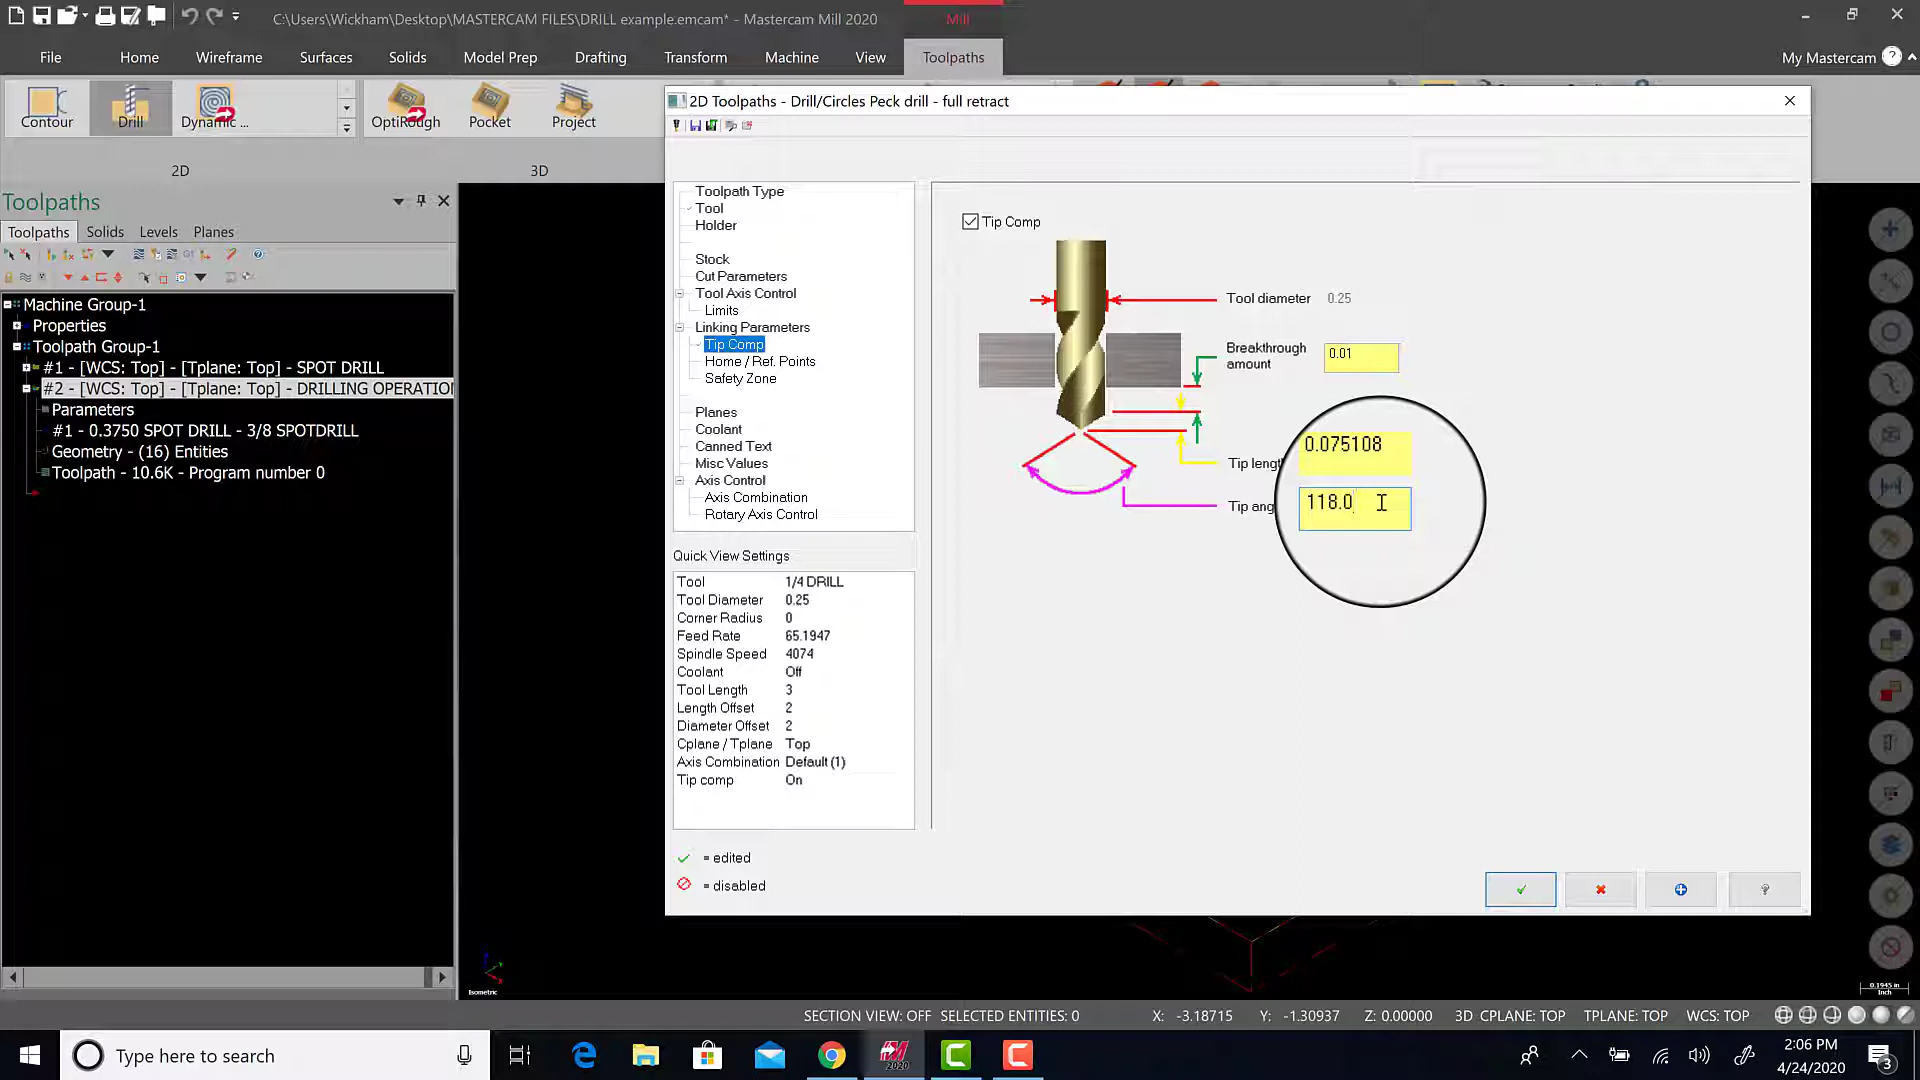 C:\Users\Wickham\Desktop\MASTERCAM FILES\DRILL example.emcam* - Mastercam Mill 2020
Mill
File
Home
Wireframe
Surfaces
Solids
Model Prep
Drafting
Transform
Machine
View
Toolpaths
My Mastercam
Contour
Drill
Dynamic ...
OptiRough
Pocket
Project
2D
3D
2D Toolpaths - Drill/Circles Peck drill - full retract
Toolpaths
Toolpaths
Solids
Levels
Planes
Machine Group-1
Properties
Toolpath Group-1
#1 - [WCS: Top] - [Tplane: Top] - SPOT DRILL
#2 - [WCS: Top] - [Tplane: Top] - DRILLING OPERATION
Parameters
#1 - 0.3750 SPOT DRILL - 3/8 SPOTDRILL
Geometry - (16) Entities
Toolpath - 10.6K - Program number 0
Toolpath Type
Tool
Holder
Stock
Cut Parameters
Tool Axis Control
Limits
Linking Parameters
Tip Comp
Home / Ref. Points
Safety Zone
Planes
Coolant
Canned Text
Misc Values
Axis Control
Axis Combination
Rotary Axis Control
Quick View Settings
Tool 1/4 DRILL
Tool Diameter 0.25
Corner Radius 0
Feed Rate 65.1947
Spindle Speed 4074
Coolant Off
Tool Length 3
Length Offset 2
Diameter Offset 2
Cplane / Tplane Top
Axis Combination Default (1)
Tip comp On
= edited
= disabled
Tip Comp
Tool diameter 0.25
Breakthrough
amount
0.01
Tip length
0.075108
Tip ang
118.0
Isometric
0.1945 in
Inch
SECTION VIEW: OFF SELECTED ENTITIES: 0 X: -3.18715 Y: -1.30937 Z: 0.00000 3D CPLANE: TOP TPLANE: TOP WCS: TOP
Type here to search
2020
2:06 PM
4/24/2020
3